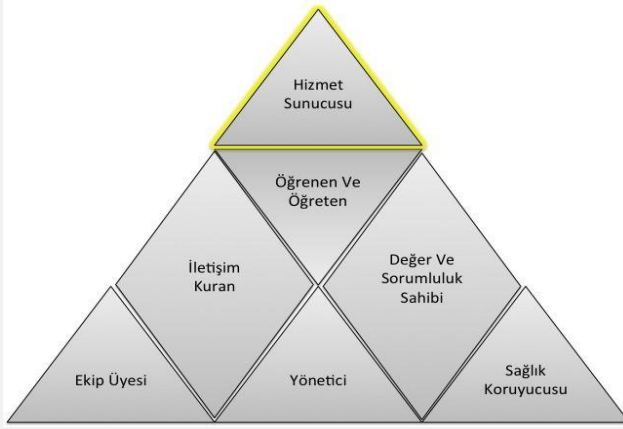 Hizmet
Sunucusu
Öğrenen Ve
Öğreten
İletişim
Kuran
Değer Ve
Sorumluluk
Sahibi
Ekip Üyesi
Yönetici
Sağlık
Koruyucusu